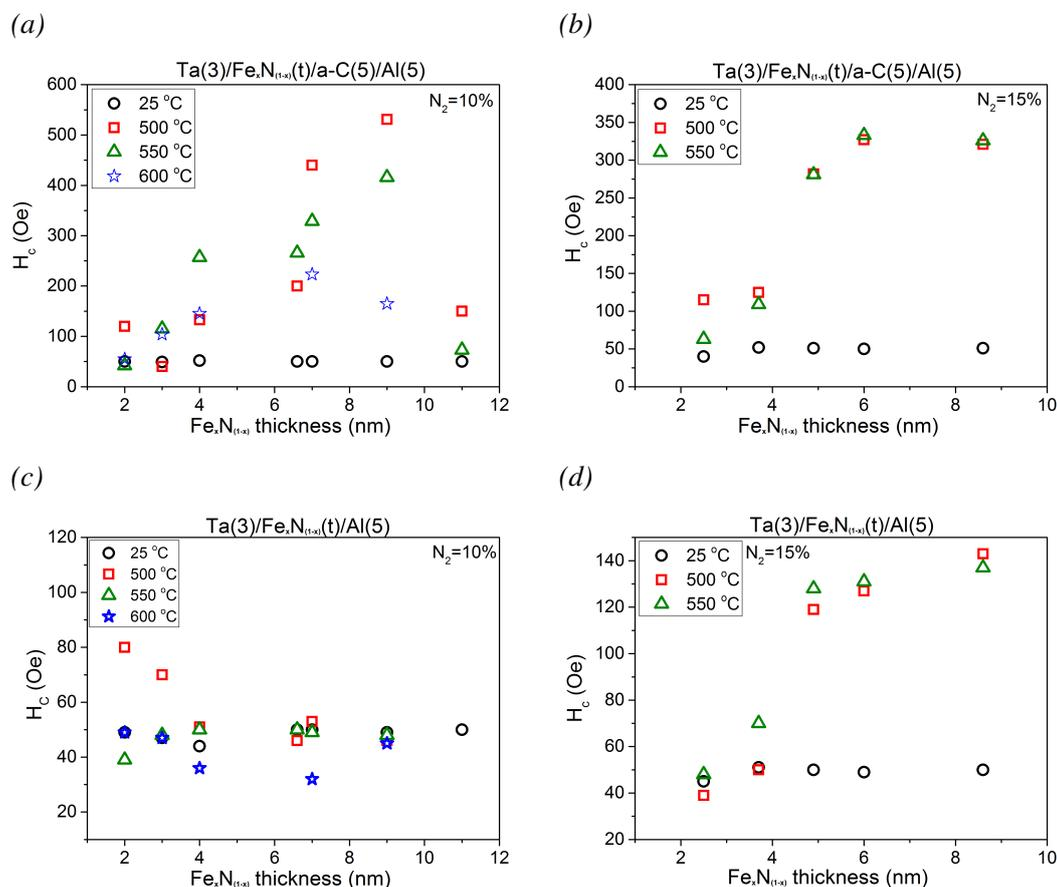 (a)
Ta(3)/FeₓN₍₁₋ₓ₎(t)/a-C(5)/Al(5)
600
500
400
300
200
100
0
H_c (Oe)
25 °C
500 °C
550 °C
600 °C
N₂=10%
2 4 6 8 10 12
FeₓN₍₁₋ₓ₎ thickness (nm)
(b)
Ta(3)/FeₓN₍₁₋ₓ₎(t)/a-C(5)/Al(5)
400
350
300
250
200
150
100
50
0
H_c (Oe)
25 °C
500 °C
550 °C
N₂=15%
2 4 6 8 10
FeₓN₍₁₋ₓ₎ thickness (nm)
(c)
Ta(3)/FeₓN₍₁₋ₓ₎(t)/Al(5)
120
100
80
60
40
20
H_C (Oe)
25 °C
500 °C
550 °C
600 °C
N₂=10%
2 4 6 8 10 12
FeₓN₍₁₋ₓ₎ thickness (nm)
(d)
Ta(3)/FeₓN₍₁₋ₓ₎(t)/Al(5)
140
120
100
80
60
40
20
H_c (Oe)
25 °C
500 °C
550 °C
N₂=15%
2 4 6 8 10
FeₓN₍₁₋ₓ₎ thickness (nm)